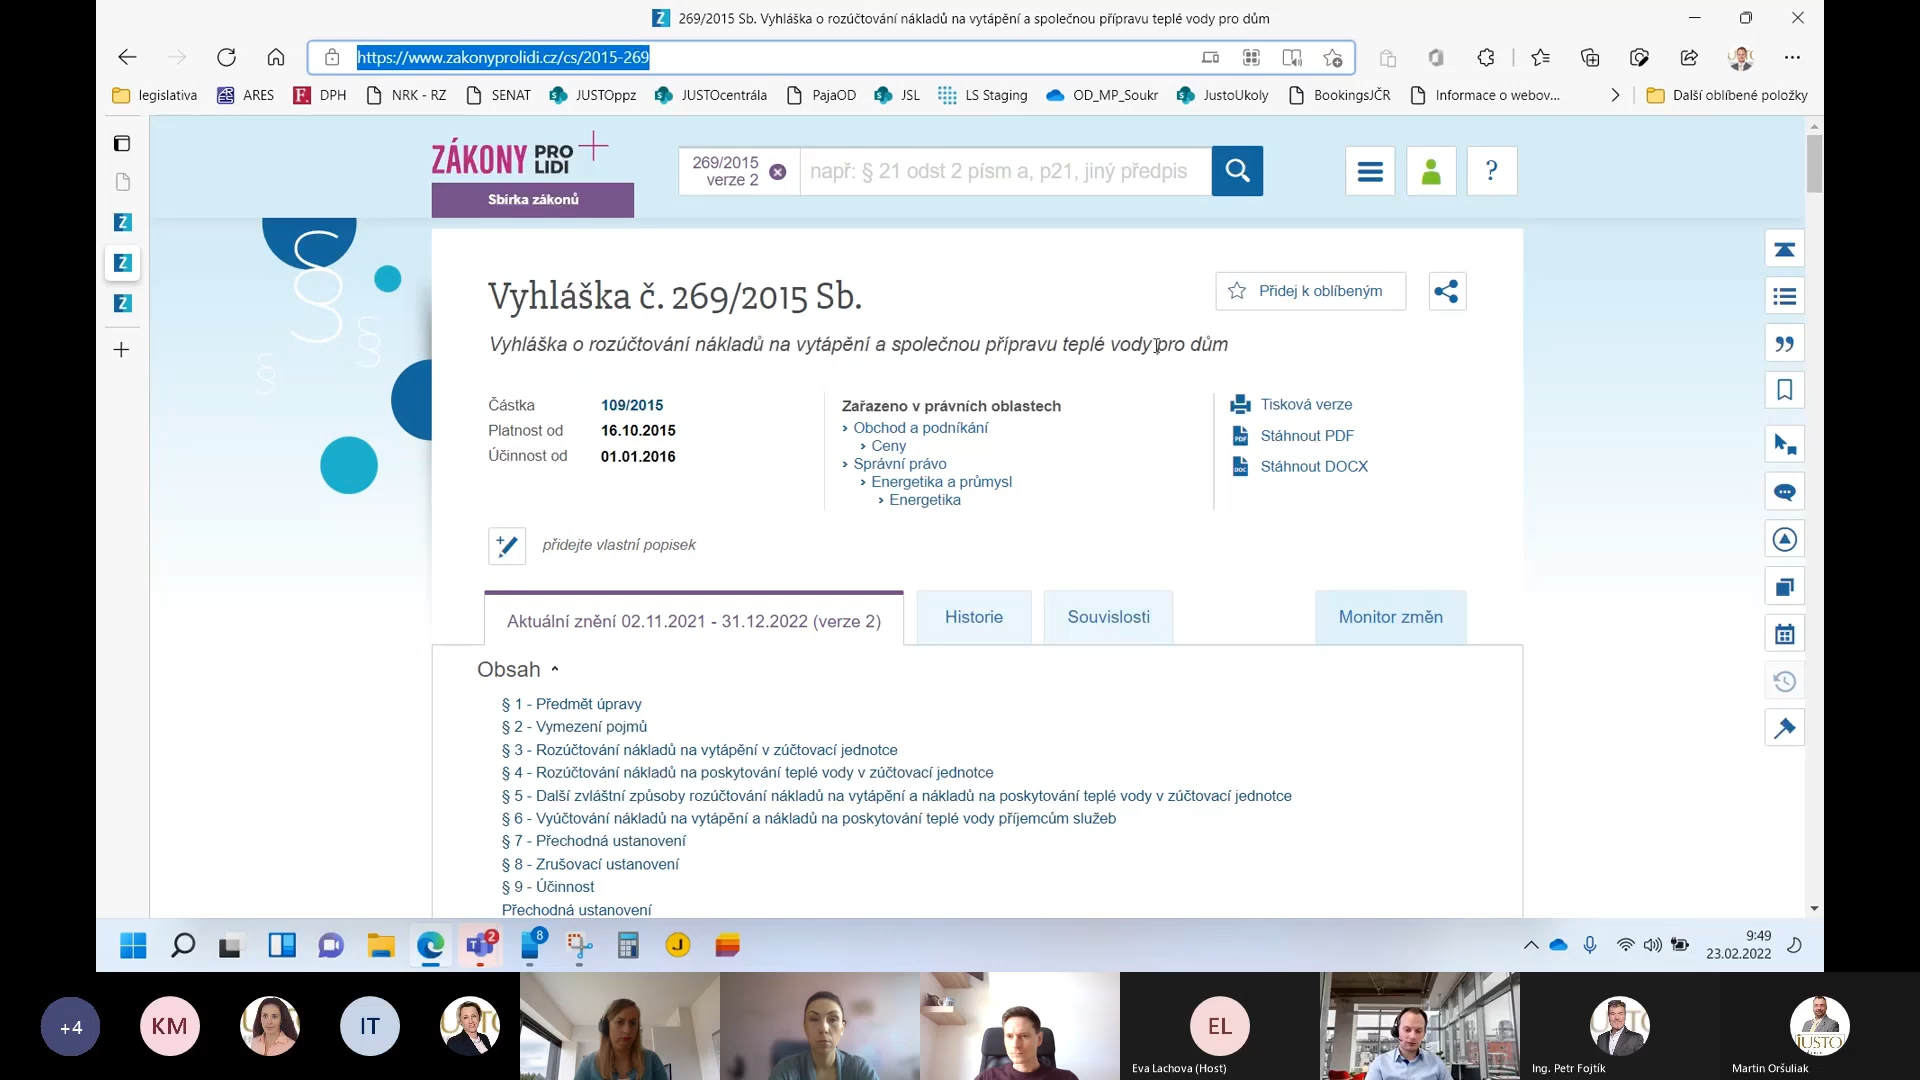 269/2015 Sb. Vyhláška o rozúčtování nákladů na vytápění a společnou přípravu teplé vody pro dům
https://www.zakonyprolidi.cz/cs/2015-269
legislativa
ARES
DPH
NRK - RZ
SENAT
JUSTOppz
JUSTOcentrála
PajaOD
JSL
LS Staging
OD_MP_Soukr
JustoUkoly
BookingsJČR
Informace o webov...
Další oblíbené položky
ZÁKONY PRO LIDI
Sbírka zákonů
269/2015
verze 2
např: § 21 odst 2 písm a, p21, jiný předpis
?
Vyhláška č. 269/2015 Sb.
Přidej k oblíbeným
Vyhláška o rozúčtování nákladů na vytápění a společnou přípravu teplé vody pro dům
Částka 109/2015
Platnost od 16.10.2015
Účinnost od 01.01.2016
Zařazeno v právních oblastech
› Obchod a podníkání
› Ceny
› Správní právo
› Energetika a průmysl
› Energetika
Tisková verze
PDF
Stáhnout PDF
DOC
Stáhnout DOCX
přidejte vlastní popisek
Aktuální znění 02.11.2021 - 31.12.2022 (verze 2)
Historie
Souvislosti
Monitor změn
Obsah
§ 1 - Předmět úpravy
§ 2 - Vymezení pojmů
§ 3 - Rozúčtování nákladů na vytápění v zúčtovací jednotce
§ 4 - Rozúčtování nákladů na poskytování teplé vody v zúčtovací jednotce
§ 5 - Další zvláštní způsoby rozúčtování nákladů na vytápění a nákladů na poskytování teplé vody v zúčtovací jednotce
§ 6 - Vyúčtování nákladů na vytápění a nákladů na poskytování teplé vody příjemcům služeb
§ 7 - Přechodná ustanovení
§ 8 - Zrušovací ustanovení
§ 9 - Účinnost
Přechodná ustanovení
2
8
J
9:49
23.02.2022
+4
KM
IT
EL
Eva Lachova (Host)
Ing. Petr Fojtík
JUSTO
Martin Oršuliak